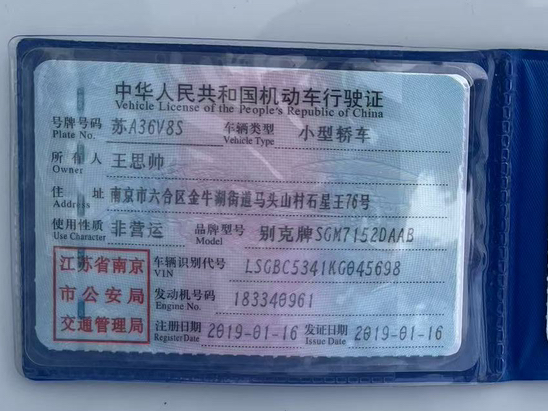 中华人民共和国机动车行驶证
Vehicle License of the People's Republic of China
号牌号码 苏A36V8S 车辆类型 小型轿车
Plate No. Vehicle Type
所有人 王思帅
Owner
住址 南京市六合区金牛湖街道马头山村石星王76号
Address
使用性质 非营运 品牌型号 别克牌SGM7152DAAB
Use Character Model
江苏省南京
市公安局
交通管理局
车辆识别代号 LSGBC5341KG045698
VIN
发动机号码 183340961
Engine No.
注册日期 2019-01-16 发证日期 2019-01-16
Register Date Issue Date